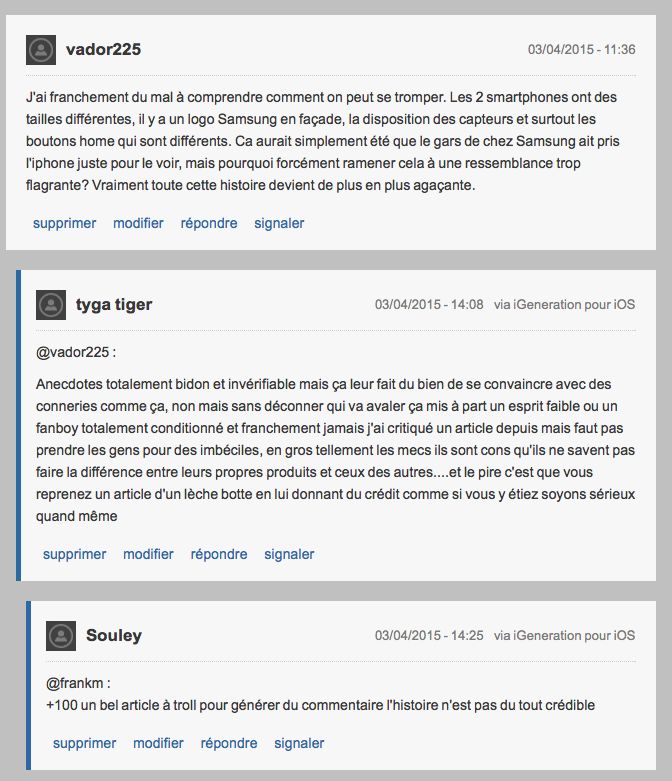 vador225
03/04/2015 - 11:36
J'ai franchement du mal à comprendre comment on peut se tromper. Les 2 smartphones ont des
tailles différentes, il y a un logo Samsung en façade, la disposition des capteurs et surtout les
boutons home qui sont différents. Ca aurait simplement été que le gars de chez Samsung ait pris
l'iphone juste pour le voir, mais pourquoi forcément ramener cela à une ressemblance trop
flagrante? Vraiment toute cette histoire devient de plus en plus agaçante.
supprimer modifier répondre signaler
tyga tiger
03/04/2015 - 14:08 via iGeneration pour iOS
@vador225 :
Anecdotes totalement bidon et invérifiable mais ça leur fait du bien de se convaincre avec des
conneries comme ça, non mais sans déconner qui va avaler ça mis à part un esprit faible ou un
fanboy totalement conditionné et franchement jamais j'ai critiqué un article depuis mais faut pas
prendre les gens pour des imbéciles, en gros tellement les mecs ils sont cons qu'ils ne savent pas
faire la différence entre leurs propres produits et ceux des autres....et le pire c'est que vous
reprenez un article d'un lèche botte en lui donnant du crédit comme si vous y étiez soyons sérieux
quand même
supprimer modifier répondre signaler
Souley
03/04/2015 - 14:25 via iGeneration pour iOS
@frankm :
+100 un bel article à troll pour générer du commentaire l'histoire n'est pas du tout crédible
supprimer modifier répondre signaler